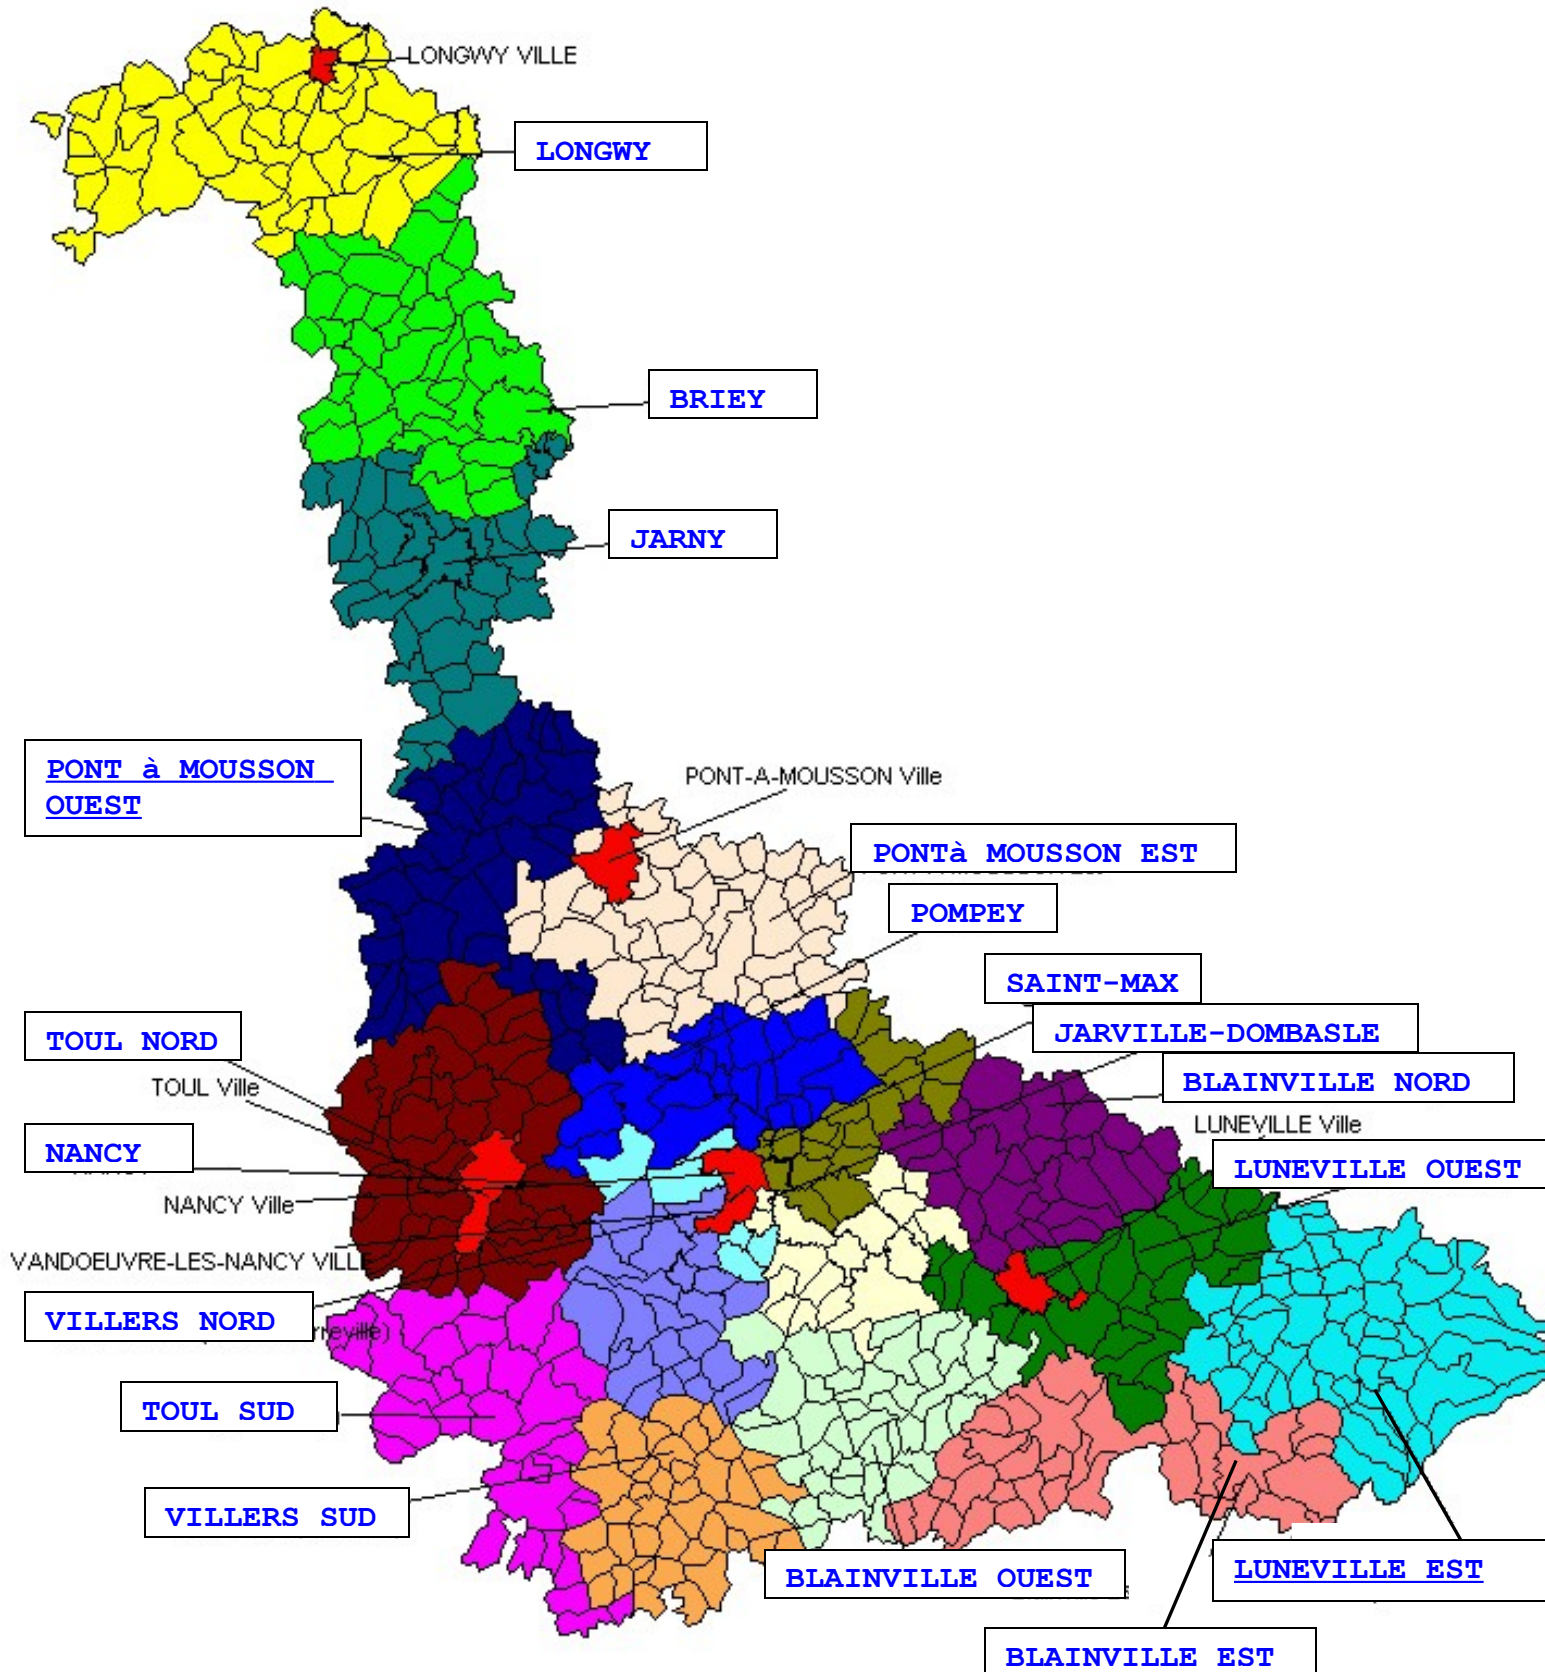 LONGWY VILLE
LONGWY
BRIEY
JARNY
PONT à MOUSSON
OUEST
PONT-A-MOUSSON Ville
PONTà MOUSSON EST
POMPEY
SAINT-MAX
JARVILLE-DOMBASLE
TOUL NORD
BLAINVILLE NORD
TOUL Ville
LUNEVILLE Ville
NANCY
LUNEVILLE OUEST
NANCY Ville
VANDOEUVRE-LES-NANCY VILLE
VILLERS NORD
TOUL SUD
VILLERS SUD
BLAINVILLE OUEST
LUNEVILLE EST
BLAINVILLE EST